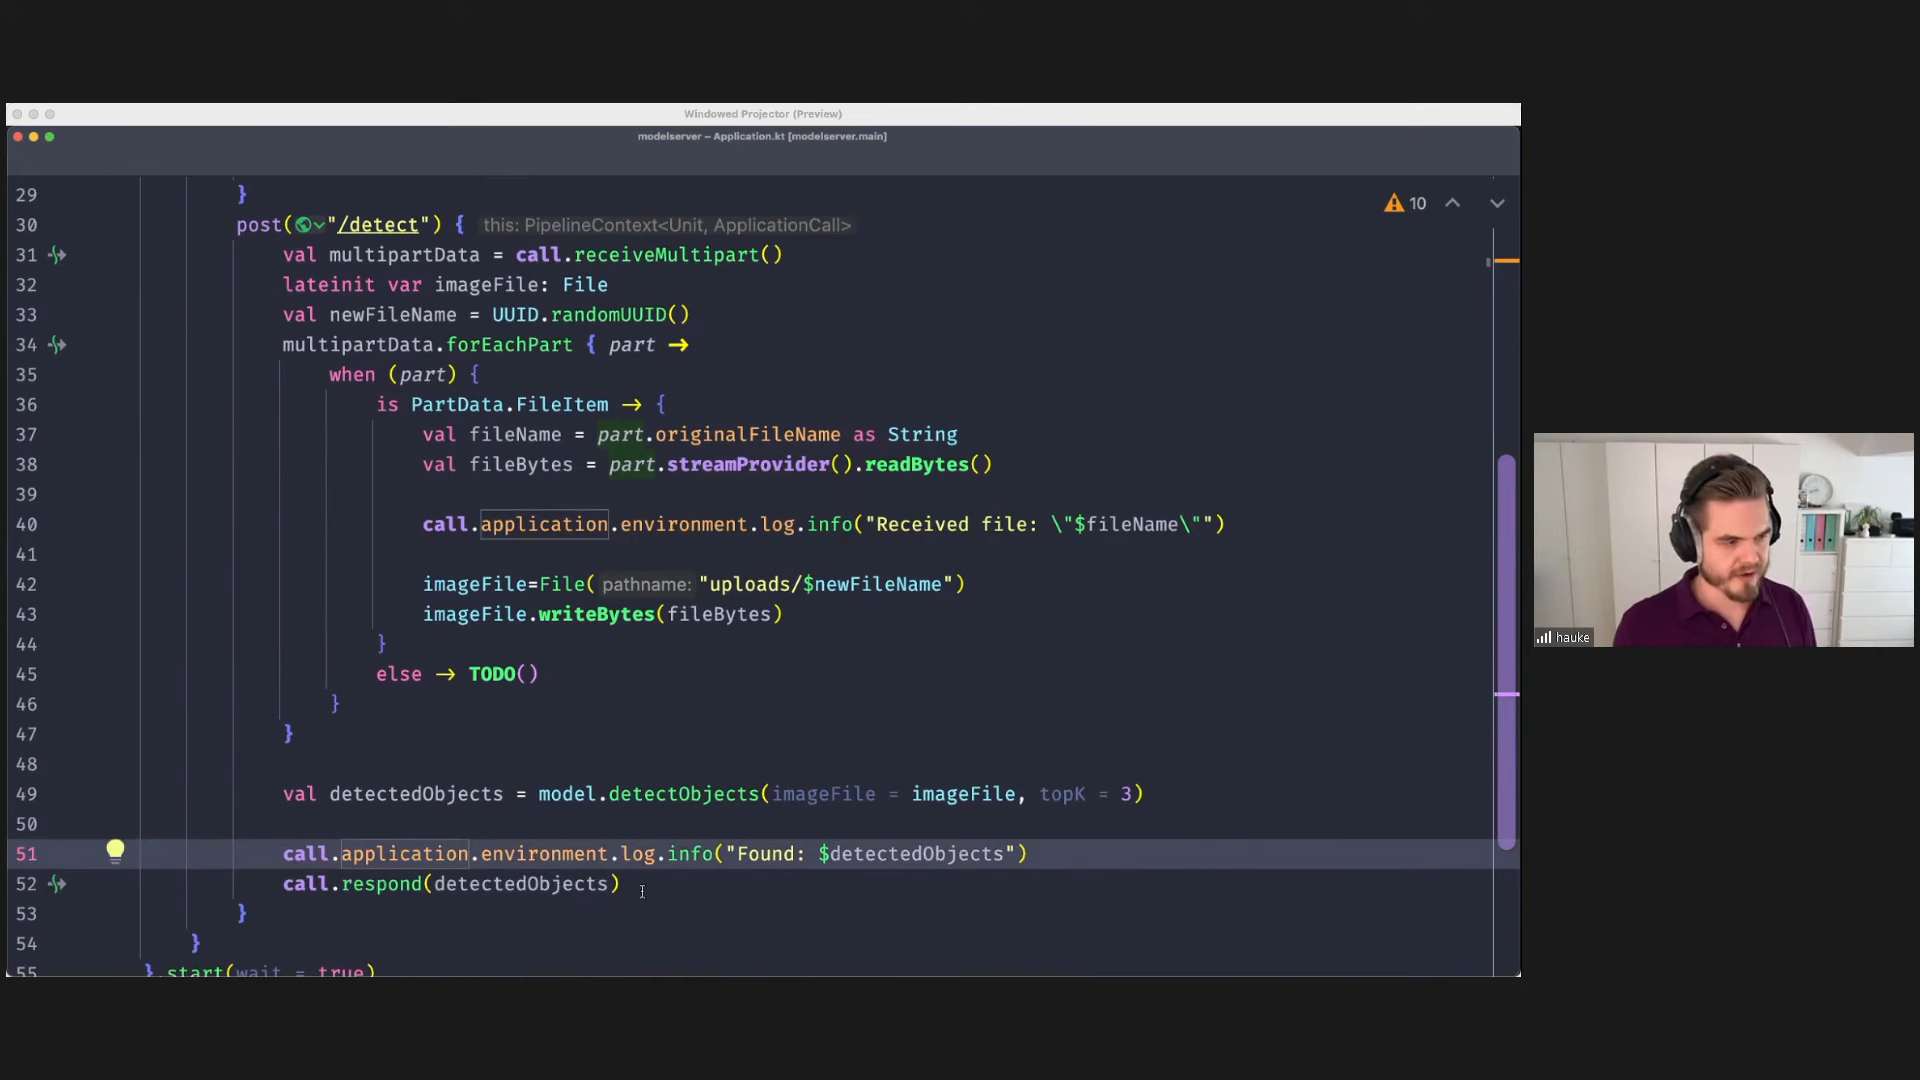 Windowed Projector (Preview)
modelserver – Application.kt [modelserver.main]
29 }
30 post("/detect") { this: PipelineContext<Unit, ApplicationCall>
10
31 val multipartData = call.receiveMultipart()
32 lateinit var imageFile: File
33 val newFileName = UUID.randomUUID()
34 multipartData.forEachPart { part →
35 when (part) {
36 is PartData.FileItem → {
37 val fileName = part.originalFileName as String
38 val fileBytes = part.streamProvider().readBytes()
39
40 call.application.environment.log.info("Received file: \"$fileName\"")
41
42 imageFile=File( pathname: "uploads/$newFileName")
43 imageFile.writeBytes(fileBytes)
44 }
45 else → TODO()
46 }
47 }
48
49 val detectedObjects = model.detectObjects(imageFile = imageFile, topK = 3)
50
51 call.application.environment.log.info("Found: $detectedObjects")
52 call.respond(detectedObjects)
53 }
54 }
55 }.start(wait = true)
hauke